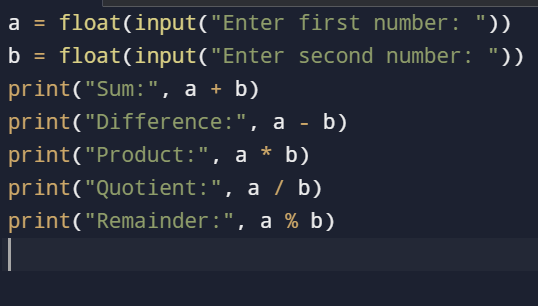 a = float(input("Enter first number: "))
b = float(input("Enter second number: "))
print("Sum:", a + b)
print("Difference:", a - b)
print("Product:", a * b)
print("Quotient:", a / b)
print("Remainder:", a % b)